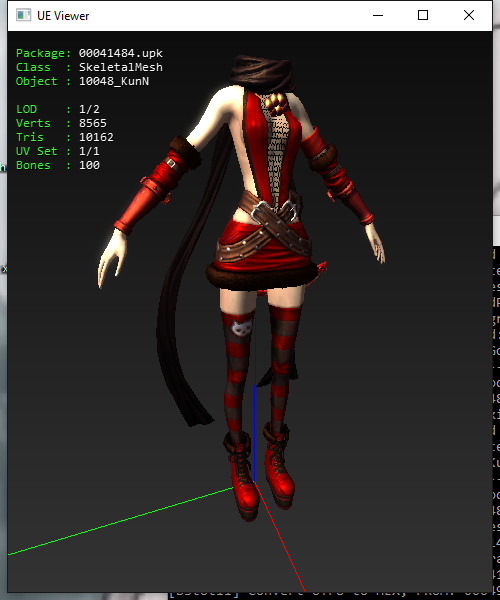 UE Viewer
Package: 00041484.upk
Class : SkeletalMesh
Object : 10048_KunN
LOD : 1/2
Verts : 8565
Tris : 10162
UV Set : 1/1
Bones : 100